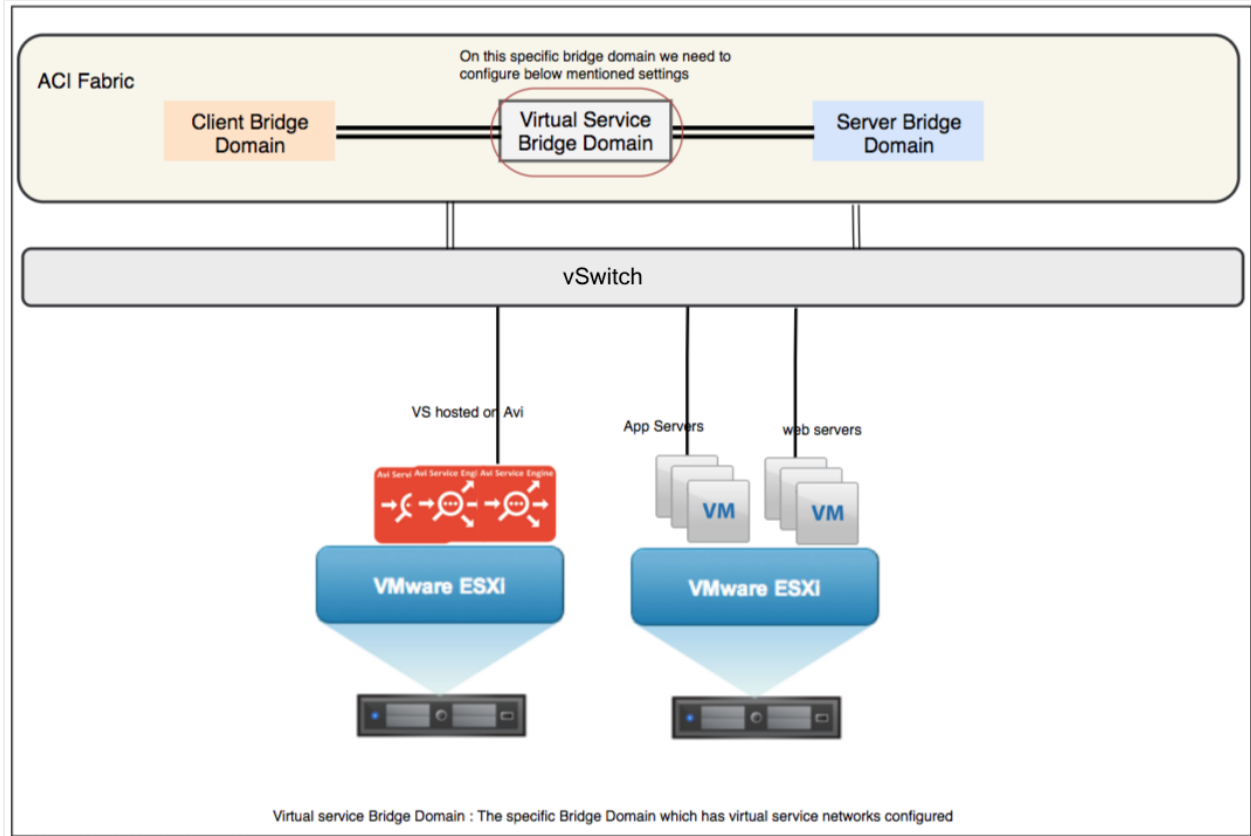 On this specific bridge domain we need to
configure below mentioned settings
ACI Fabric
Client Bridge
Domain
Virtual Service
Bridge Domain
Server Bridge
Domain
vSwitch
VS hosted on Avi
App Servers
web servers
Avi Servi
Avi Service Engi
Avi Service Engine
VM
VM
VMware ESXi
VMware ESXi
Virtual service Bridge Domain : The specific Bridge Domain which has virtual service networks configured